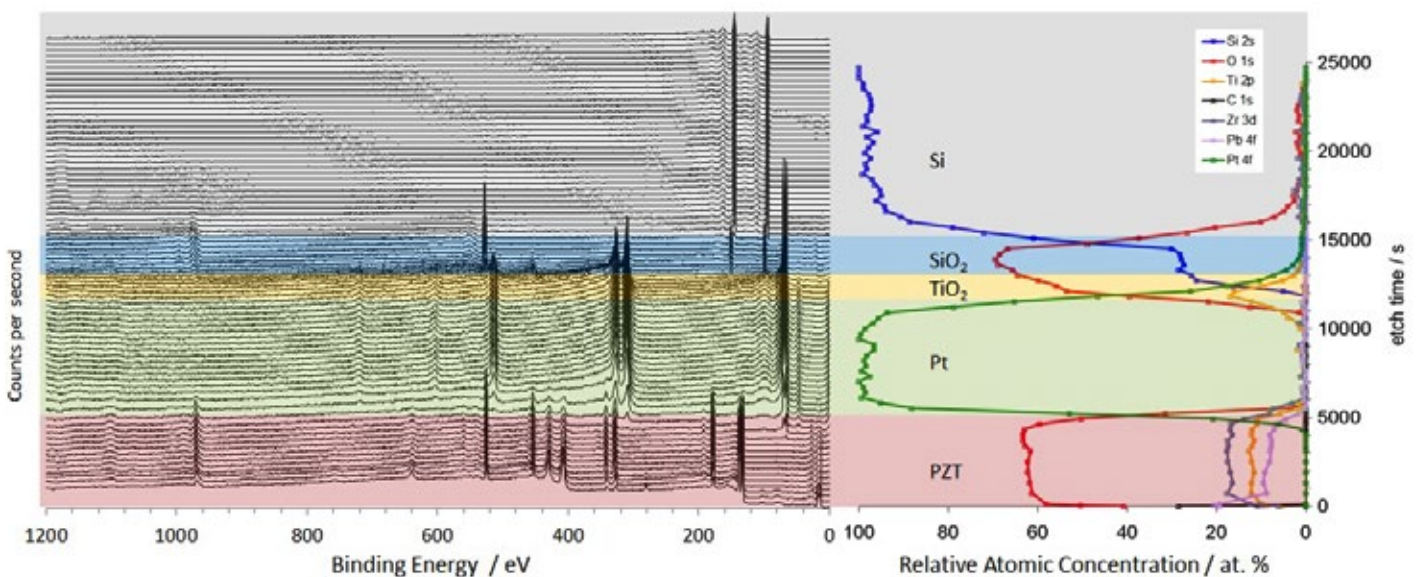 Counts per second
1200 1000 800 600 400 200 0
Binding Energy / eV
Si 2s
O 1s
Ti 2p
C 1s
Zr 3d
Pb 4f
Pt 4f
Si
SiO₂
TiO₂
Pt
PZT
25000
20000
15000
10000
5000
0
etch time / s
100 80 60 40 20 0
Relative Atomic Concentration / at. %